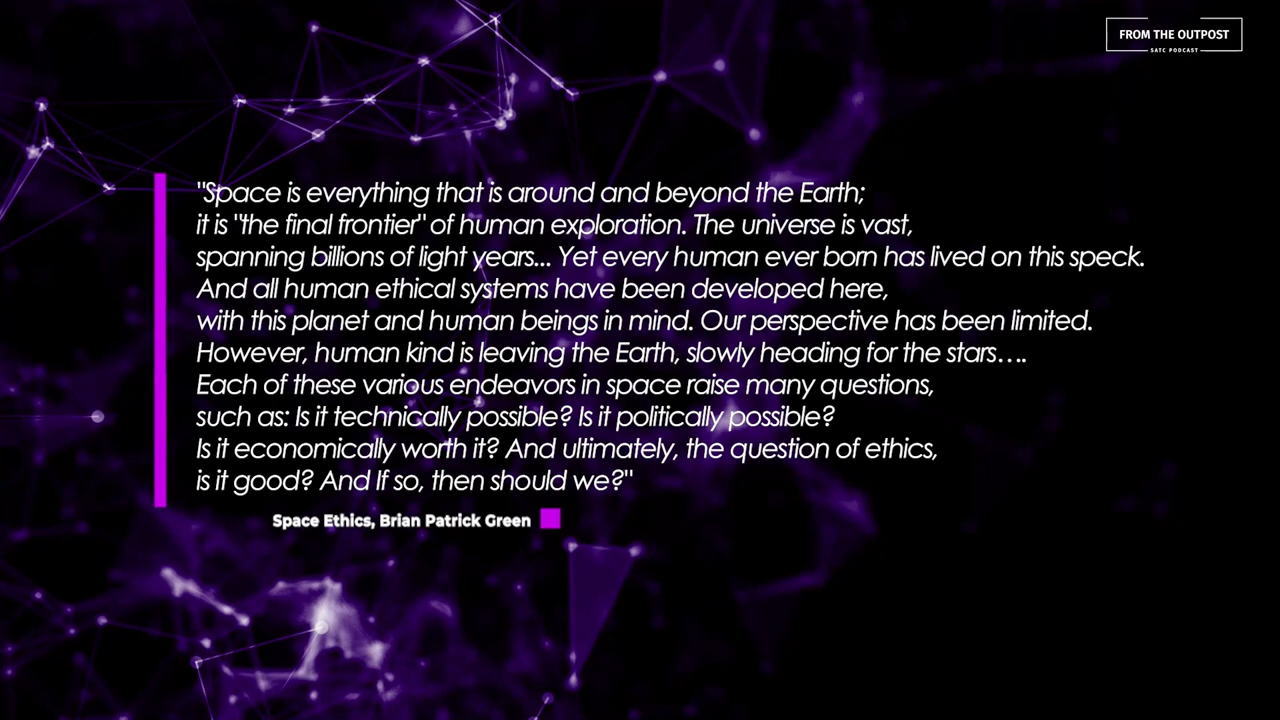 FROM THE OUTPOST
SATC PODCAST
"Space is everything that is around and beyond the Earth;
it is "the final frontier" of human exploration. The universe is vast,
spanning billions of light years... Yet every human ever born has lived on this speck.
And all human ethical systems have been developed here,
with this planet and human beings in mind. Our perspective has been limited.
However, human kind is leaving the Earth, slowly heading for the stars....
Each of these various endeavors in space raise many questions,
such as: Is it technically possible? Is it politically possible?
Is it economically worth it? And ultimately, the question of ethics,
is it good? And If so, then should we?"
Space Ethics, Brian Patrick Green